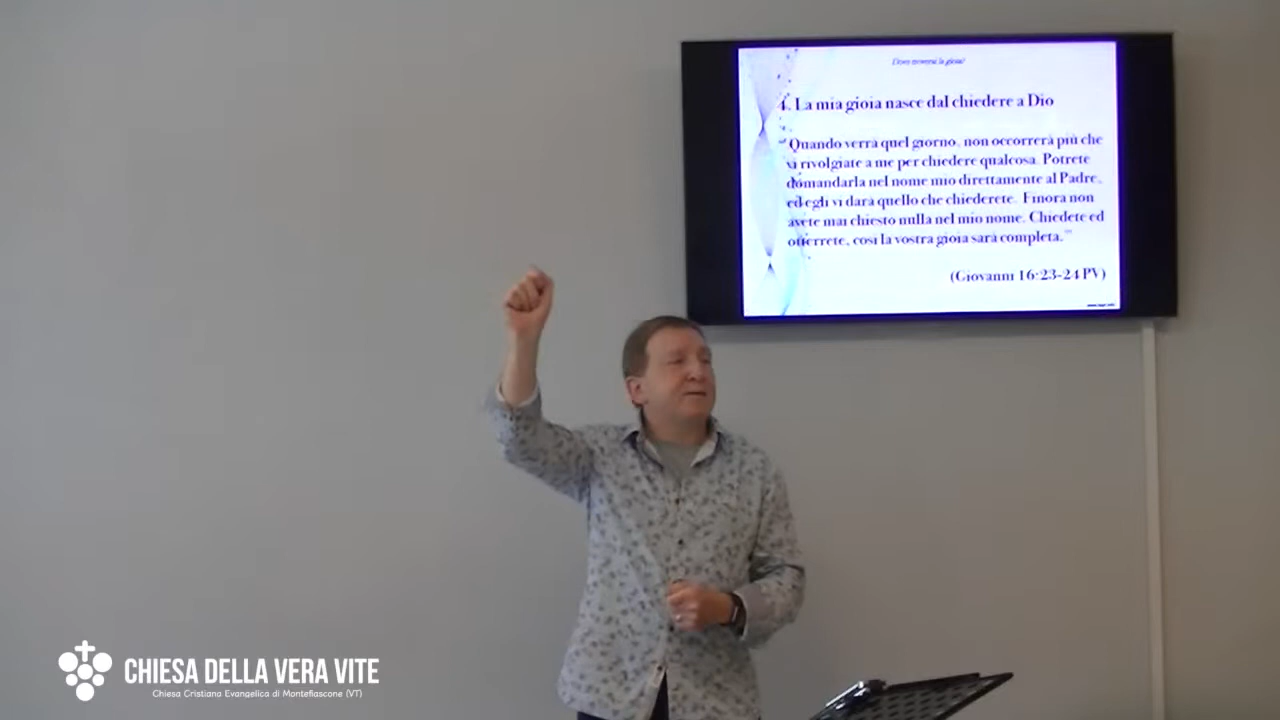 Dove troverai la gioia?
4. La mia gioia nasce dal chiedere a Dio
"Quando verrà quel giorno, non occorrerà più che
vi rivolgiate a me per chiedere qualcosa. Potrete
domandarla nel nome mio direttamente al Padre,
ed egli vi darà quello che chiederete. Finora non
avete mai chiesto nulla nel mio nome. Chiedete ed
otterrete, così la vostra gioia sarà completa.'"
(Giovanni 16:23-24 PV)
CHIESA DELLA VERA VITE
Chiesa Cristiana Evangelica di Montefiascone (VT)